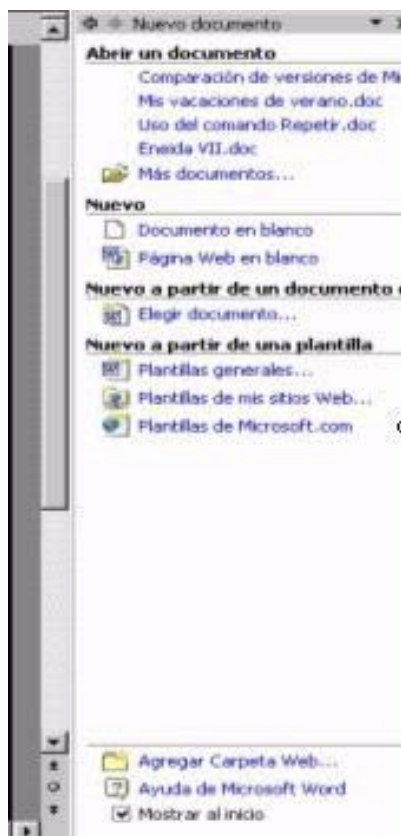 Nuevo documento
Abrir un documento
Comparación de versiones de Mi
Mis vacaciones de verano.doc
Uso del comando Repetir.doc
Eneida VII.doc
Más documentos...
Nuevo
Documento en blanco
Página Web en blanco
Nuevo a partir de un documento
Elegir documento...
Nuevo a partir de una plantilla
Plantillas generales...
Plantillas de mis sitios Web...
Plantillas de Microsoft.com
Agregar Carpeta Web...
Ayuda de Microsoft Word
Mostrar al inicio